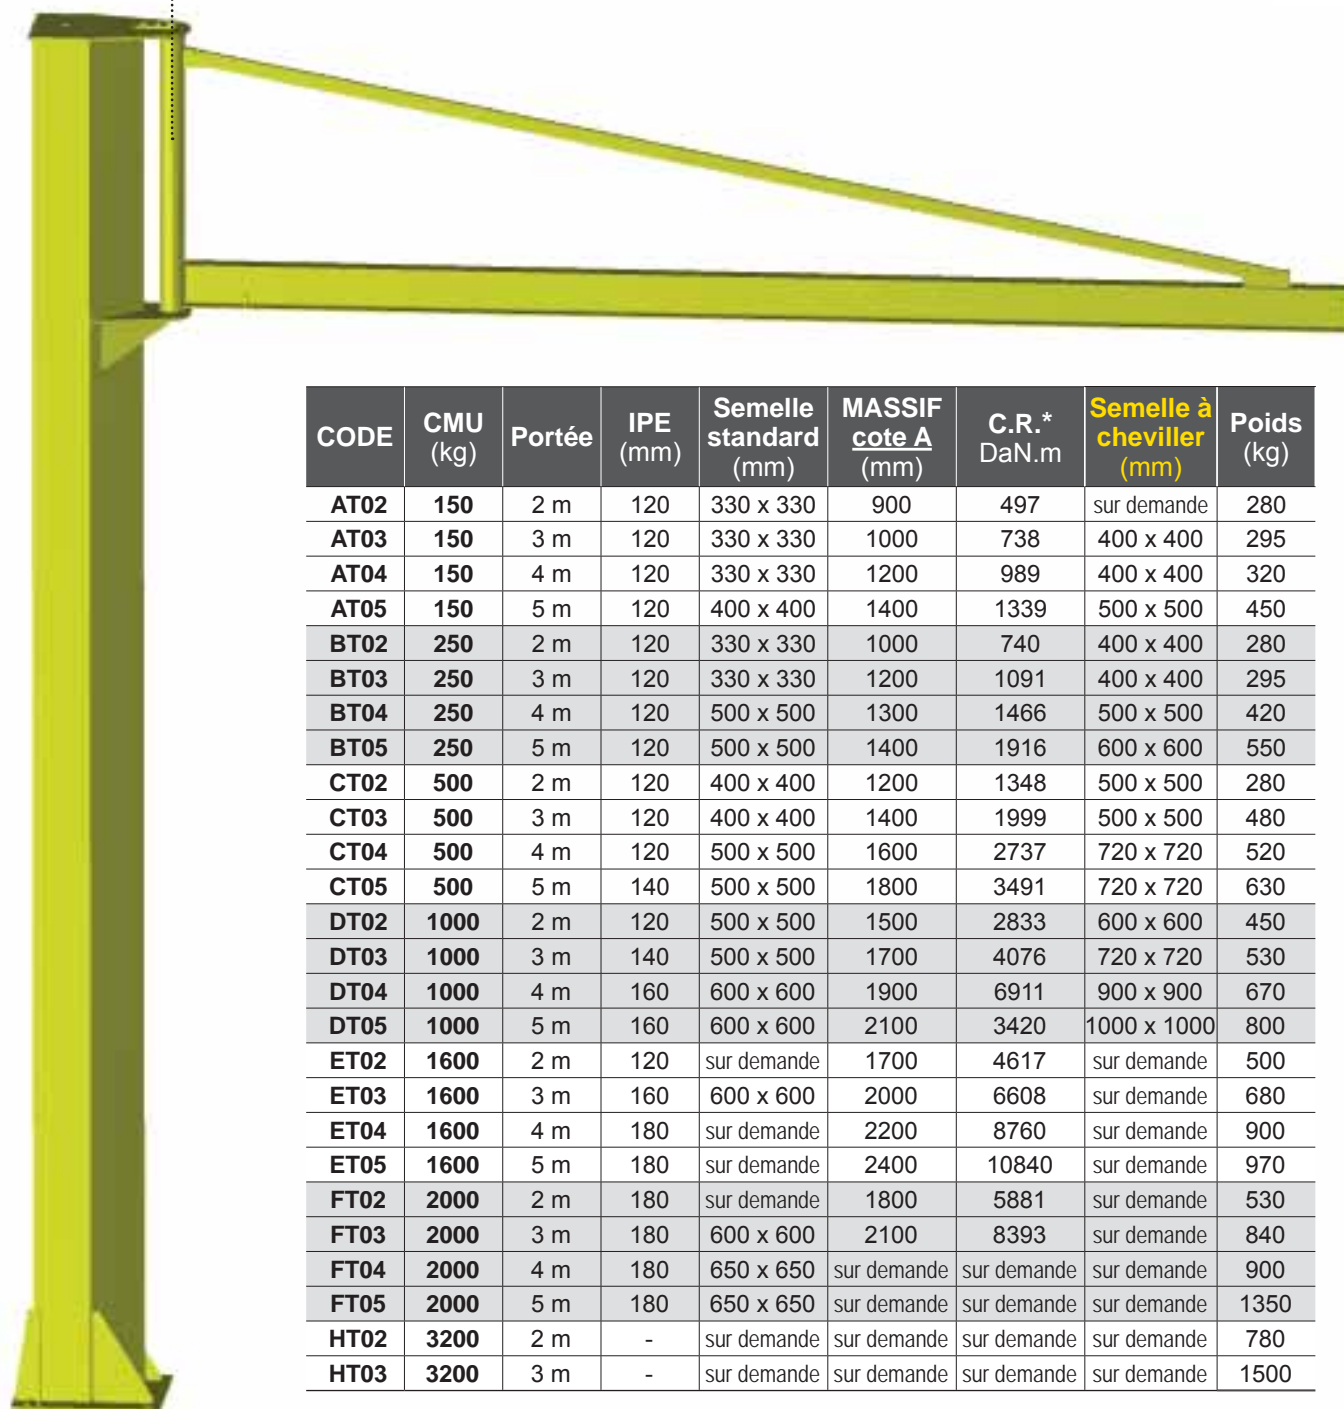 CODE CMU (kg) Portée IPE (mm) Semelle standard (mm) MASSIF cote A (mm) C.R.* DaN.m Semelle à cheviller (mm) Poids (kg)
AT02 150 2 m 120 330 x 330 900 497 sur demande 280
AT03 150 3 m 120 330 x 330 1000 738 400 x 400 295
AT04 150 4 m 120 330 x 330 1200 989 400 x 400 320
AT05 150 5 m 120 400 x 400 1400 1339 500 x 500 450
BT02 250 2 m 120 330 x 330 1000 740 400 x 400 280
BT03 250 3 m 120 330 x 330 1200 1091 400 x 400 295
BT04 250 4 m 120 500 x 500 1300 1466 500 x 500 420
BT05 250 5 m 120 500 x 500 1400 1916 600 x 600 550
CT02 500 2 m 120 400 x 400 1200 1348 500 x 500 280
CT03 500 3 m 120 400 x 400 1400 1999 500 x 500 480
CT04 500 4 m 120 500 x 500 1600 2737 720 x 720 520
CT05 500 5 m 140 500 x 500 1800 3491 720 x 720 630
DT02 1000 2 m 120 500 x 500 1500 2833 600 x 600 450
DT03 1000 3 m 140 500 x 500 1700 4076 720 x 720 530
DT04 1000 4 m 160 600 x 600 1900 6911 900 x 900 670
DT05 1000 5 m 160 600 x 600 2100 3420 1000 x 1000 800
ET02 1600 2 m 120 sur demande 1700 4617 sur demande 500
ET03 1600 3 m 160 600 x 600 2000 6608 sur demande 680
ET04 1600 4 m 180 sur demande 2200 8760 sur demande 900
ET05 1600 5 m 180 sur demande 2400 10840 sur demande 970
FT02 2000 2 m 180 sur demande 1800 5881 sur demande 530
FT03 2000 3 m 180 600 x 600 2100 8393 sur demande 840
FT04 2000 4 m 180 650 x 650 sur demande sur demande sur demande 900
FT05 2000 5 m 180 650 x 650 sur demande sur demande sur demande 1350
HT02 3200 2 m - sur demande sur demande sur demande sur demande 780
HT03 3200 3 m - sur demande sur demande sur demande sur demande 1500